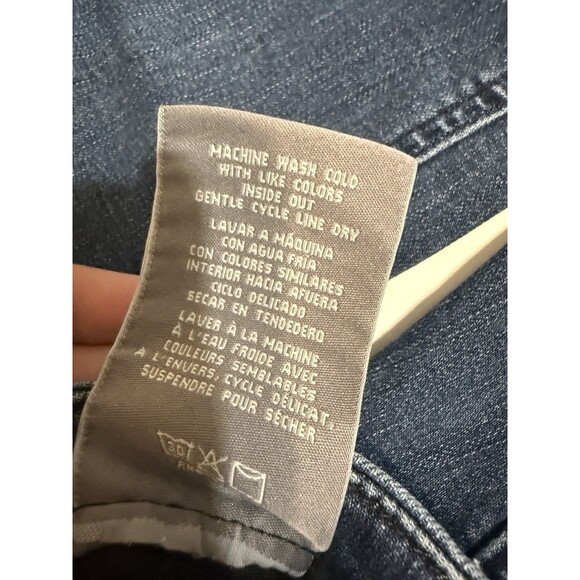 MACHINE WASH COLD
WITH LIKE COLORS
INSIDE OUT
GENTLE CYCLE LINE DRY
LAVAR A MÁQUINA
CON AGUA FRIA
CON COLORES SIMILARES
INTERIOR HACIA AFUERA
CICLO DELICADO
SECAR EN TENDEDERO
LAVER À LA MACHINE
À L'EAU FROIDE AVEC
COULEURS SEMBLABLES
À L'ENVERS, CYCLE DÉLICAT,
SUSPENDRE POUR SÉCHER
30